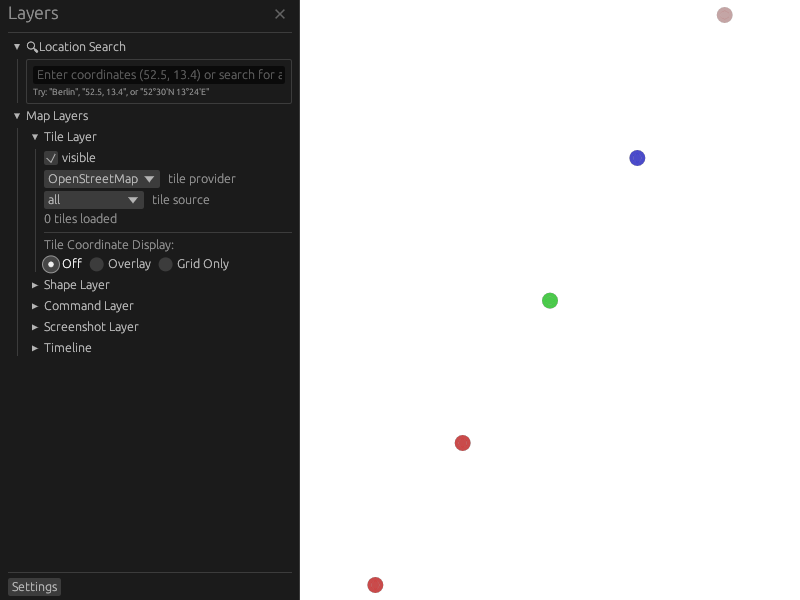 Layers
Location Search
Enter coordinates (52.5, 13.4) or search for a
Try: "Berlin", "52.5, 13.4", or "52°30'N 13°24'E"
Map Layers
Tile Layer
visible
OpenStreetMap tile provider
all tile source
0 tiles loaded
Tile Coordinate Display:
Off Overlay Grid Only
Shape Layer
Command Layer
Screenshot Layer
Timeline
Settings